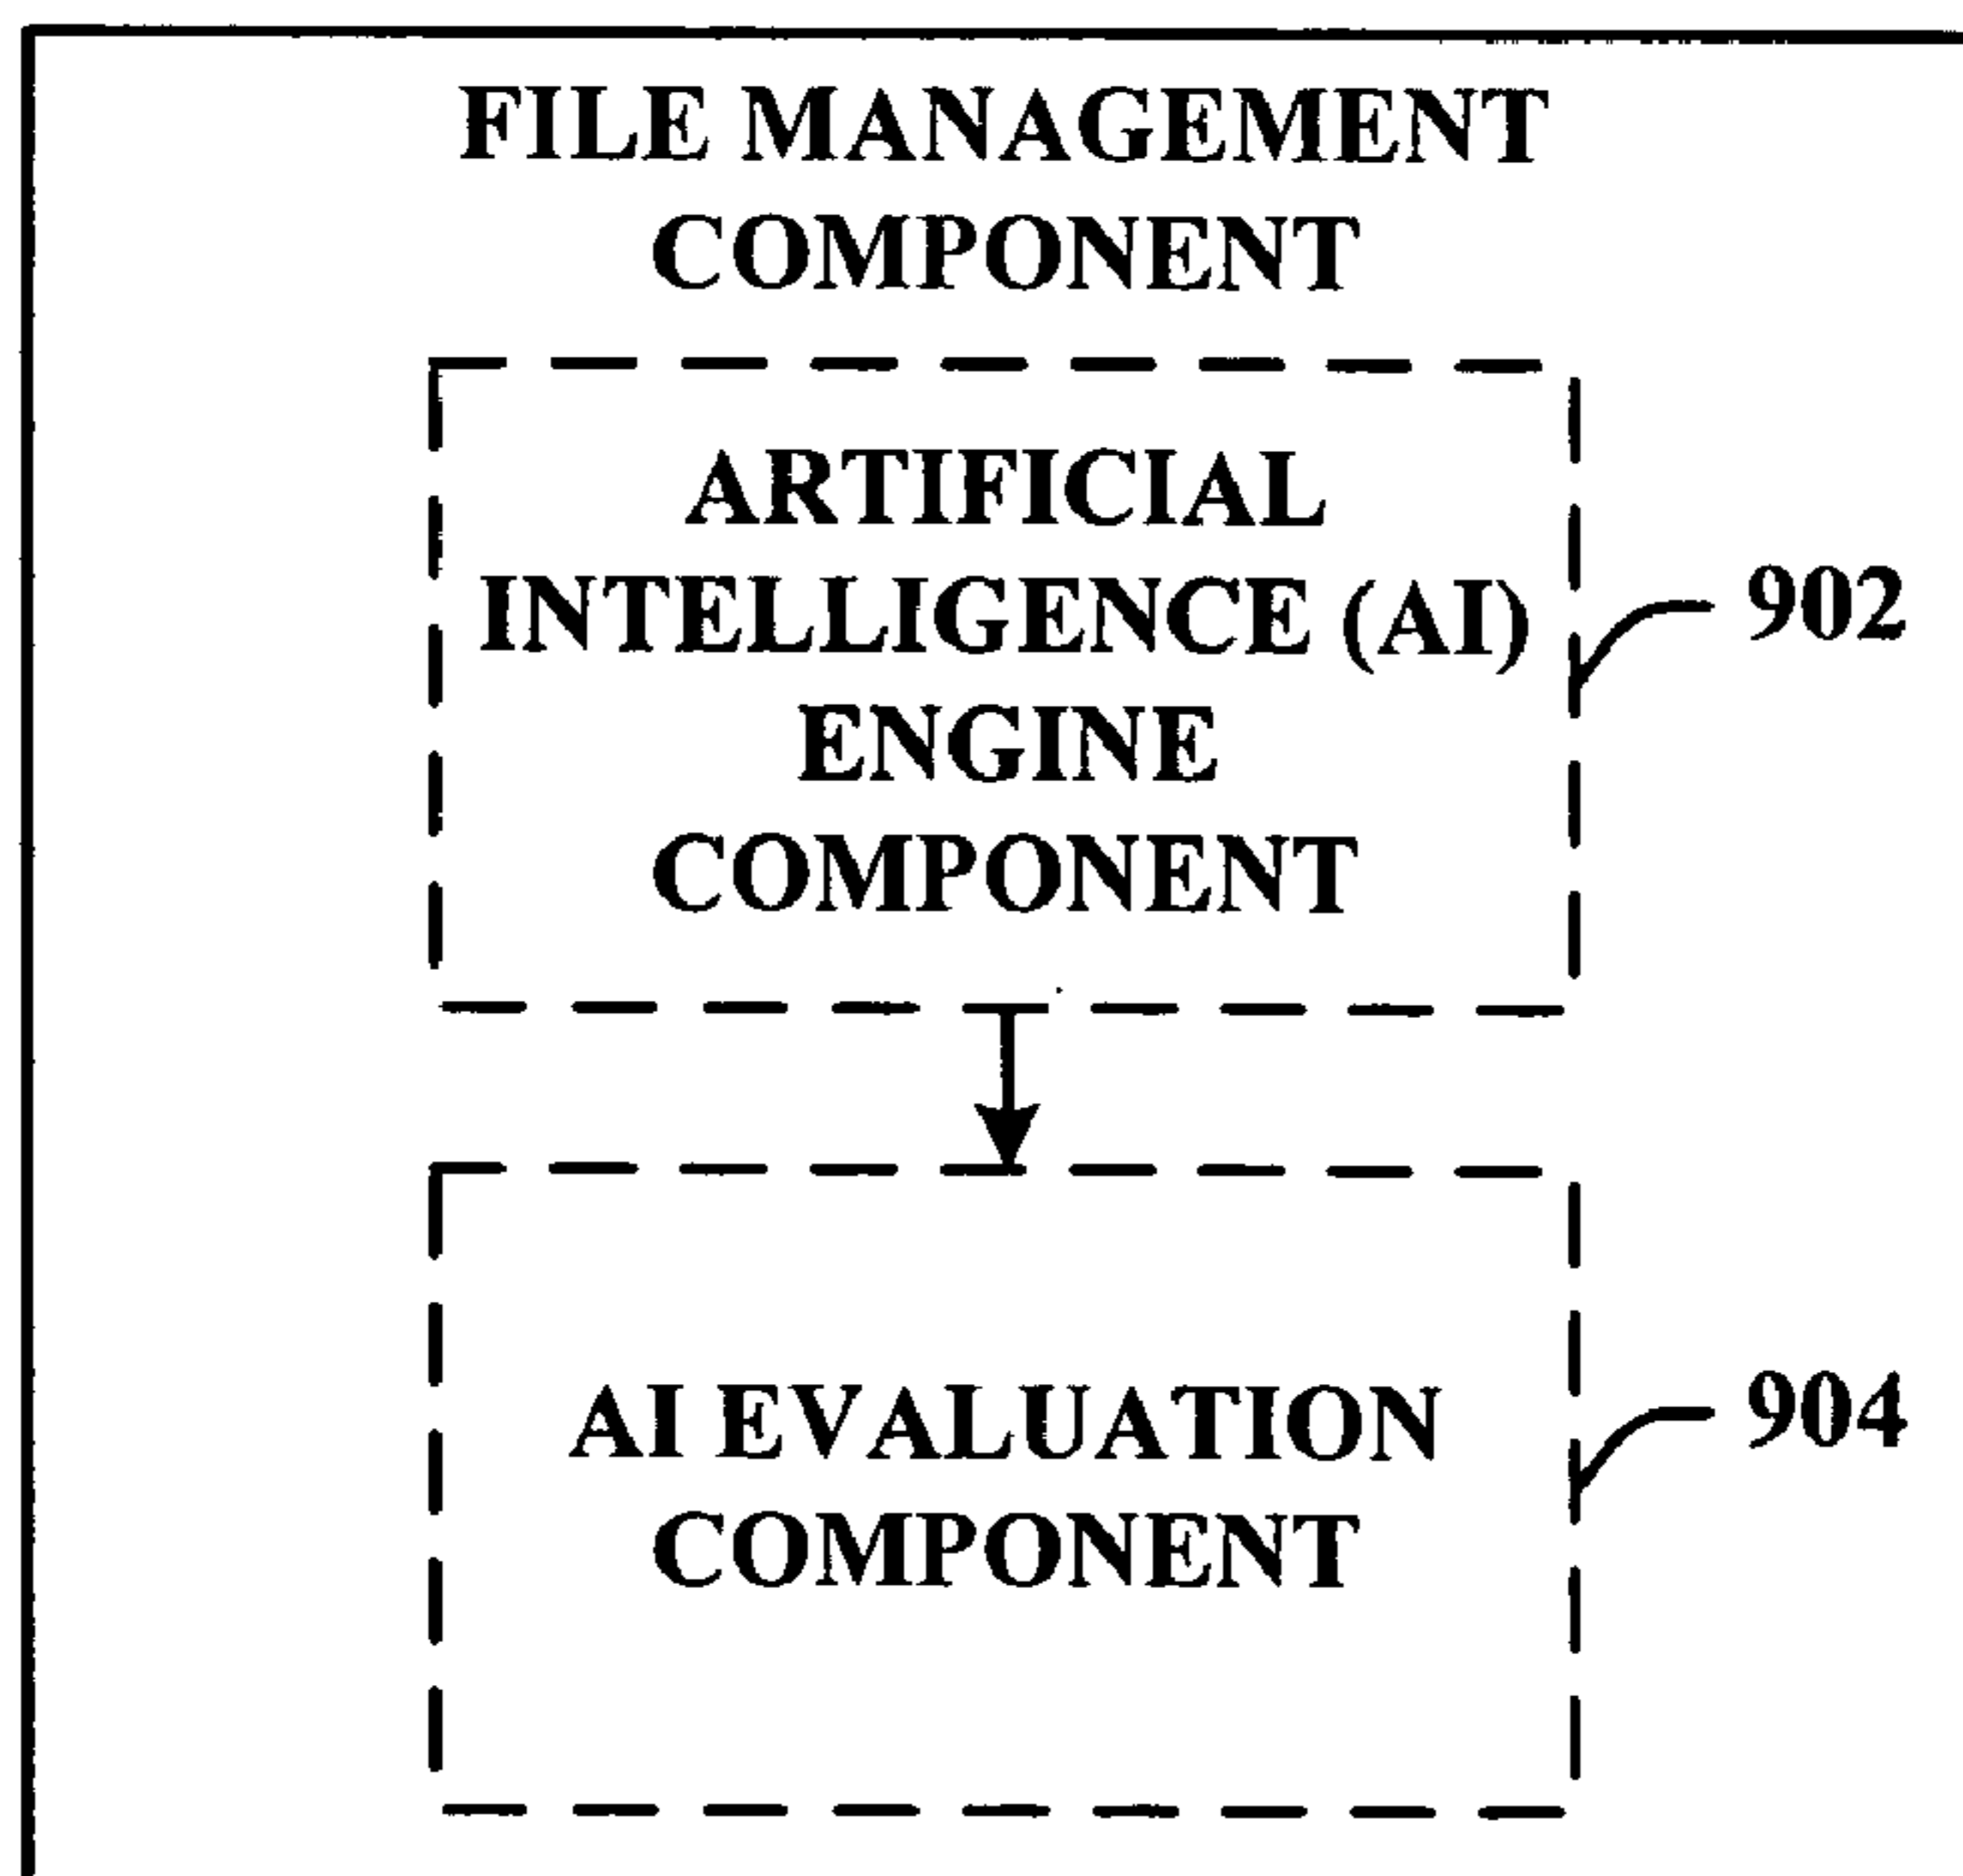 FILE MANAGEMENT
COMPONENT
ARTIFICIAL
INTELLIGENCE (AI)
ENGINE
COMPONENT
902
AI EVALUATION
COMPONENT
904